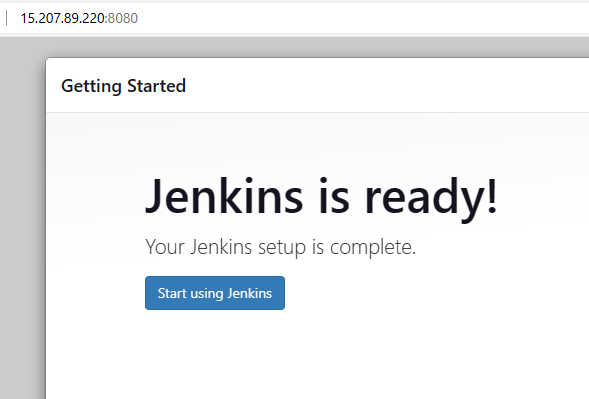 15.207.89.220:8080
Getting Started
Jenkins is ready!
Your Jenkins setup is complete.
Start using Jenkins